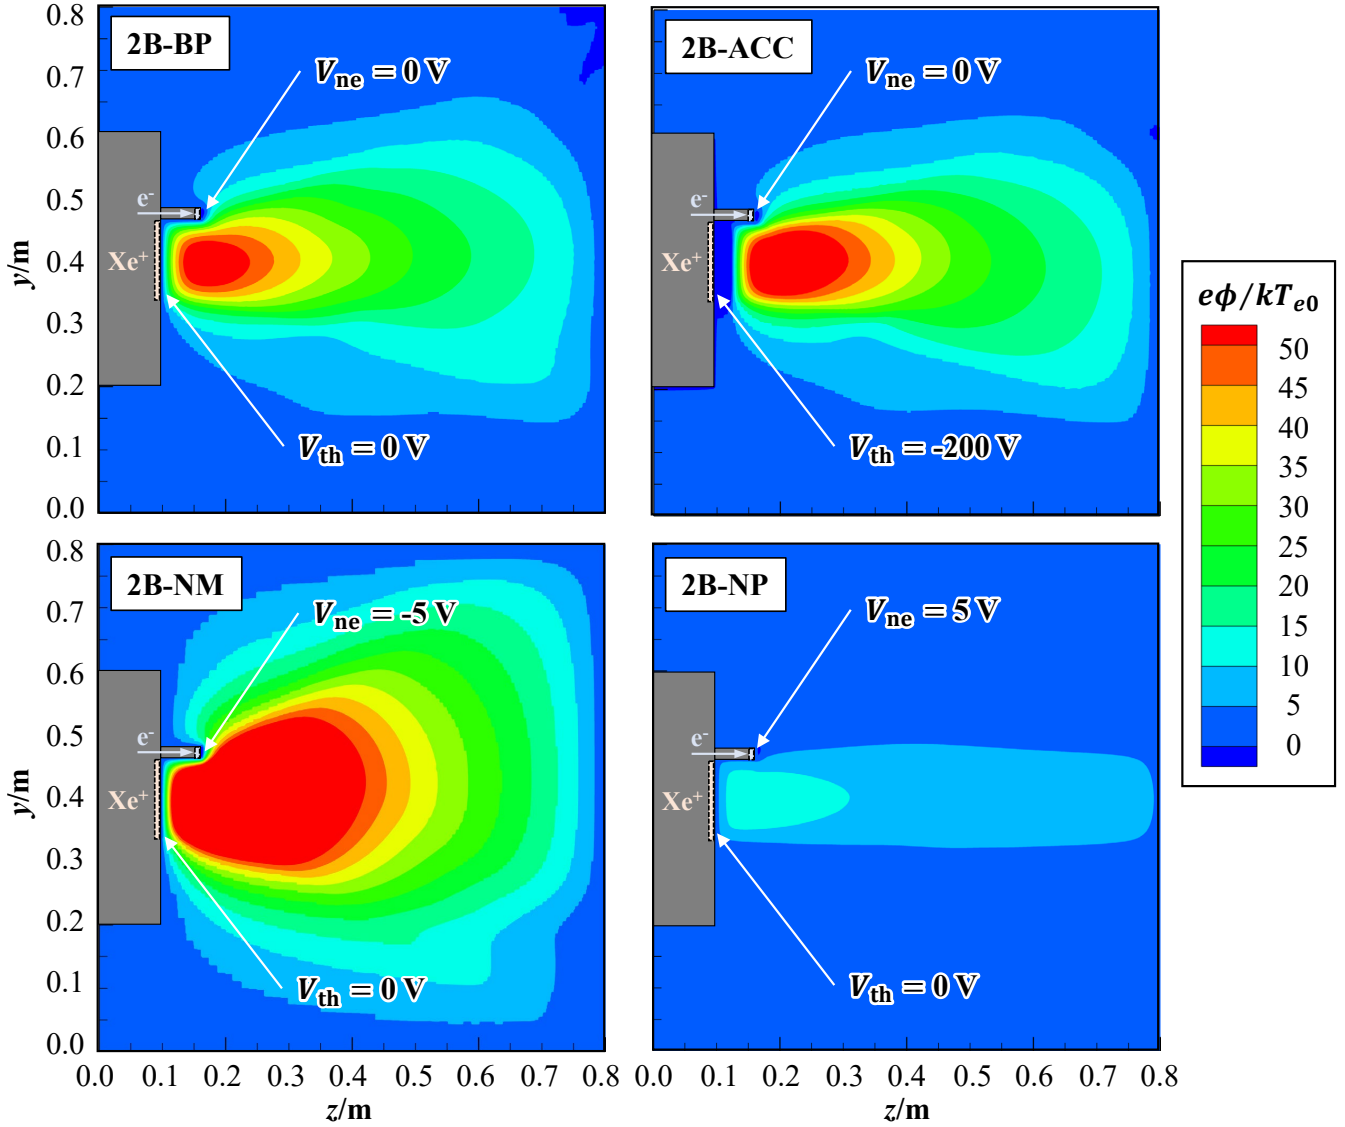 2B-BP
V_ne = 0 V
e⁻
Xe⁺
V_th = 0 V
0.8
0.7
0.6
0.5
0.4
0.3
0.2
0.1
0.0
y/m
2B-ACC
V_ne = 0 V
e⁻
Xe⁺
V_th = -200 V
eϕ/kT_e0
50
45
40
35
30
25
20
15
10
5
0
2B-NM
V_ne = -5 V
e⁻
Xe⁺
V_th = 0 V
0.8
0.7
0.6
0.5
0.4
0.3
0.2
0.1
0.0
y/m
0.0 0.1 0.2 0.3 0.4 0.5 0.6 0.7 0.8
z/m
2B-NP
V_ne = 5 V
e⁻
Xe⁺
V_th = 0 V
0.0 0.1 0.2 0.3 0.4 0.5 0.6 0.7 0.8
z/m